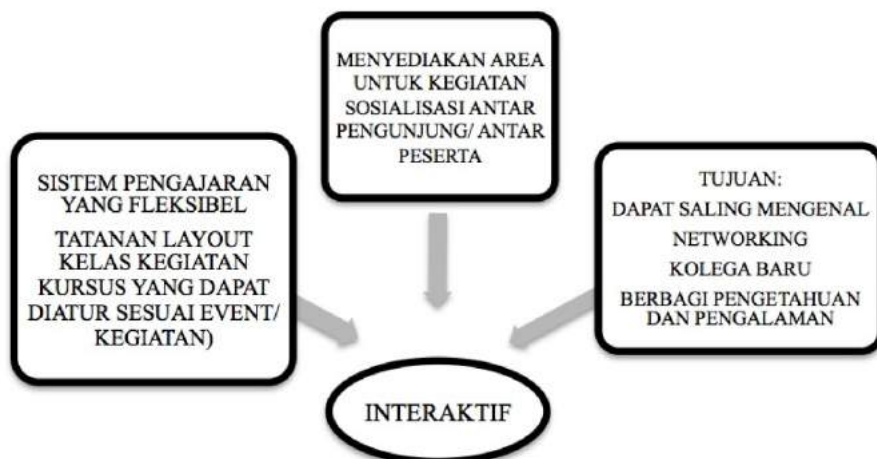 SISTEM PENGAJARAN
YANG FLEKSIBEL
TATANAN LAYOUT
KELAS KEGIATAN
KURSUS YANG DAPAT
DIATUR SESUAI EVENT/
KEGIATAN)
MENYEDIAKAN AREA
UNTUK KEGIATAN
SOSIALISASI ANTAR
PENGUNJUNG/ ANTAR
PESERTA
TUJUAN:
DAPAT SALING MENGENAL
NETWORKING
KOLEGA BARU
BERBAGI PENGETAHUAN
DAN PENGALAMAN
INTERAKTIF